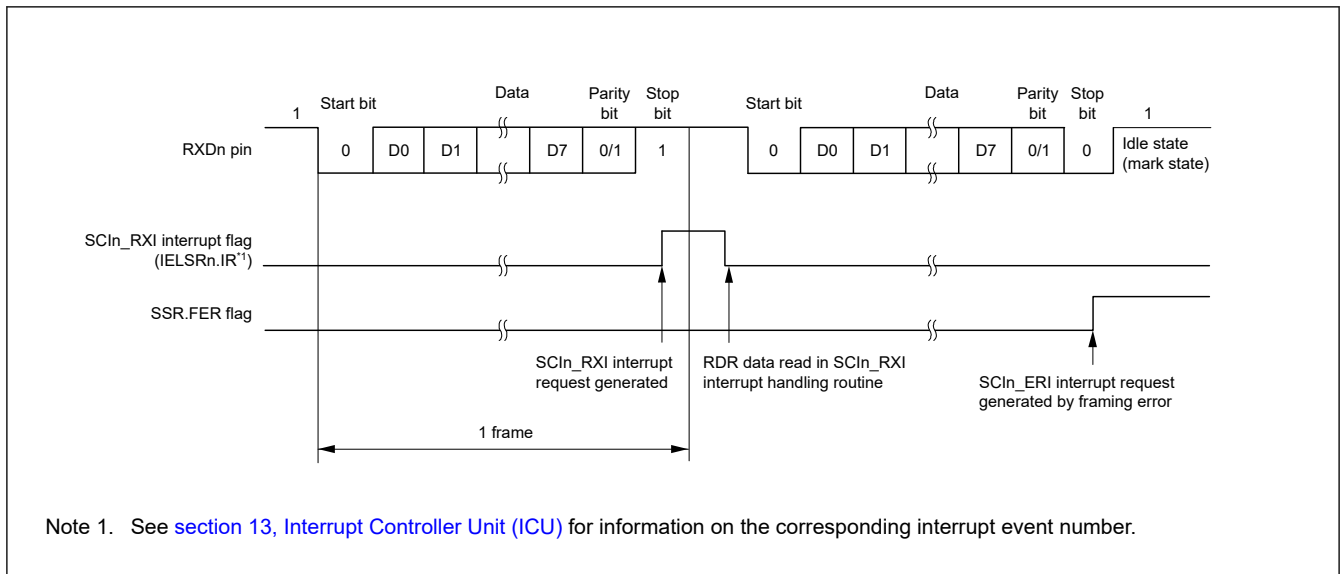 1 Start bit Data Parity bit Stop bit Start bit Data Parity bit Stop bit 1
RXDn pin 0 D0 D1 D7 0/1 1 0 D0 D1 D7 0/1 0 Idle state (mark state)
SCIn_RXI interrupt flag
(IELSRn.IR*1)
SSR.FER flag
SCIn_RXI interrupt
request generated
RDR data read in SCIn_RXI
interrupt handling routine
SCIn_ERI interrupt request
generated by framing error
1 frame
Note 1. See section 13, Interrupt Controller Unit (ICU) for information on the corresponding interrupt event number.